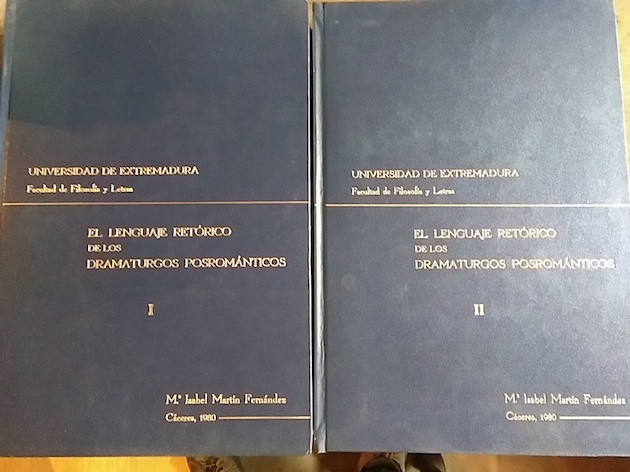 UNIVERSIDAD DE EXTREMADURA
Facultad de Filosofía y Letras
EL LENGUAJE RETÓRICO
DE LOS
DRAMATURGOS POSROMÁNTICOS
I
M.ª Isabel Martín Fernández
Cáceres, 1980
UNIVERSIDAD DE EXTREMADURA
Facultad de Filosofía y Letras
EL LENGUAJE RETÓRICO
DE LOS
DRAMATURGOS POSROMÁNTICOS
II
M.ª Isabel Martín Fernández
Cáceres, 1980